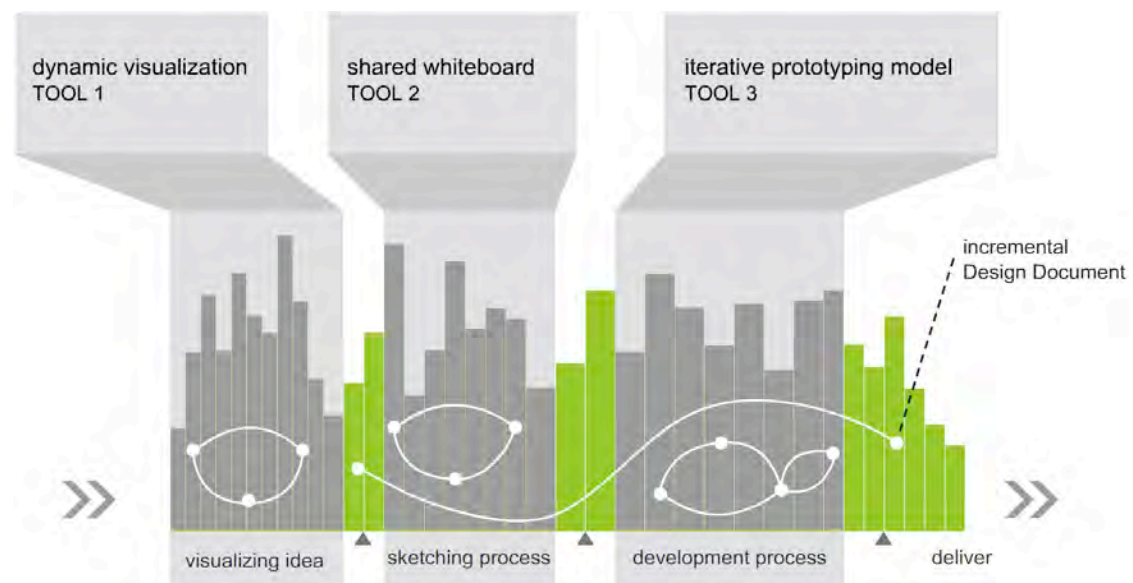 dynamic visualization
TOOL 1
shared whiteboard
TOOL 2
iterative prototyping model
TOOL 3
incremental
Design Document
visualizing idea
sketching process
development process
deliver